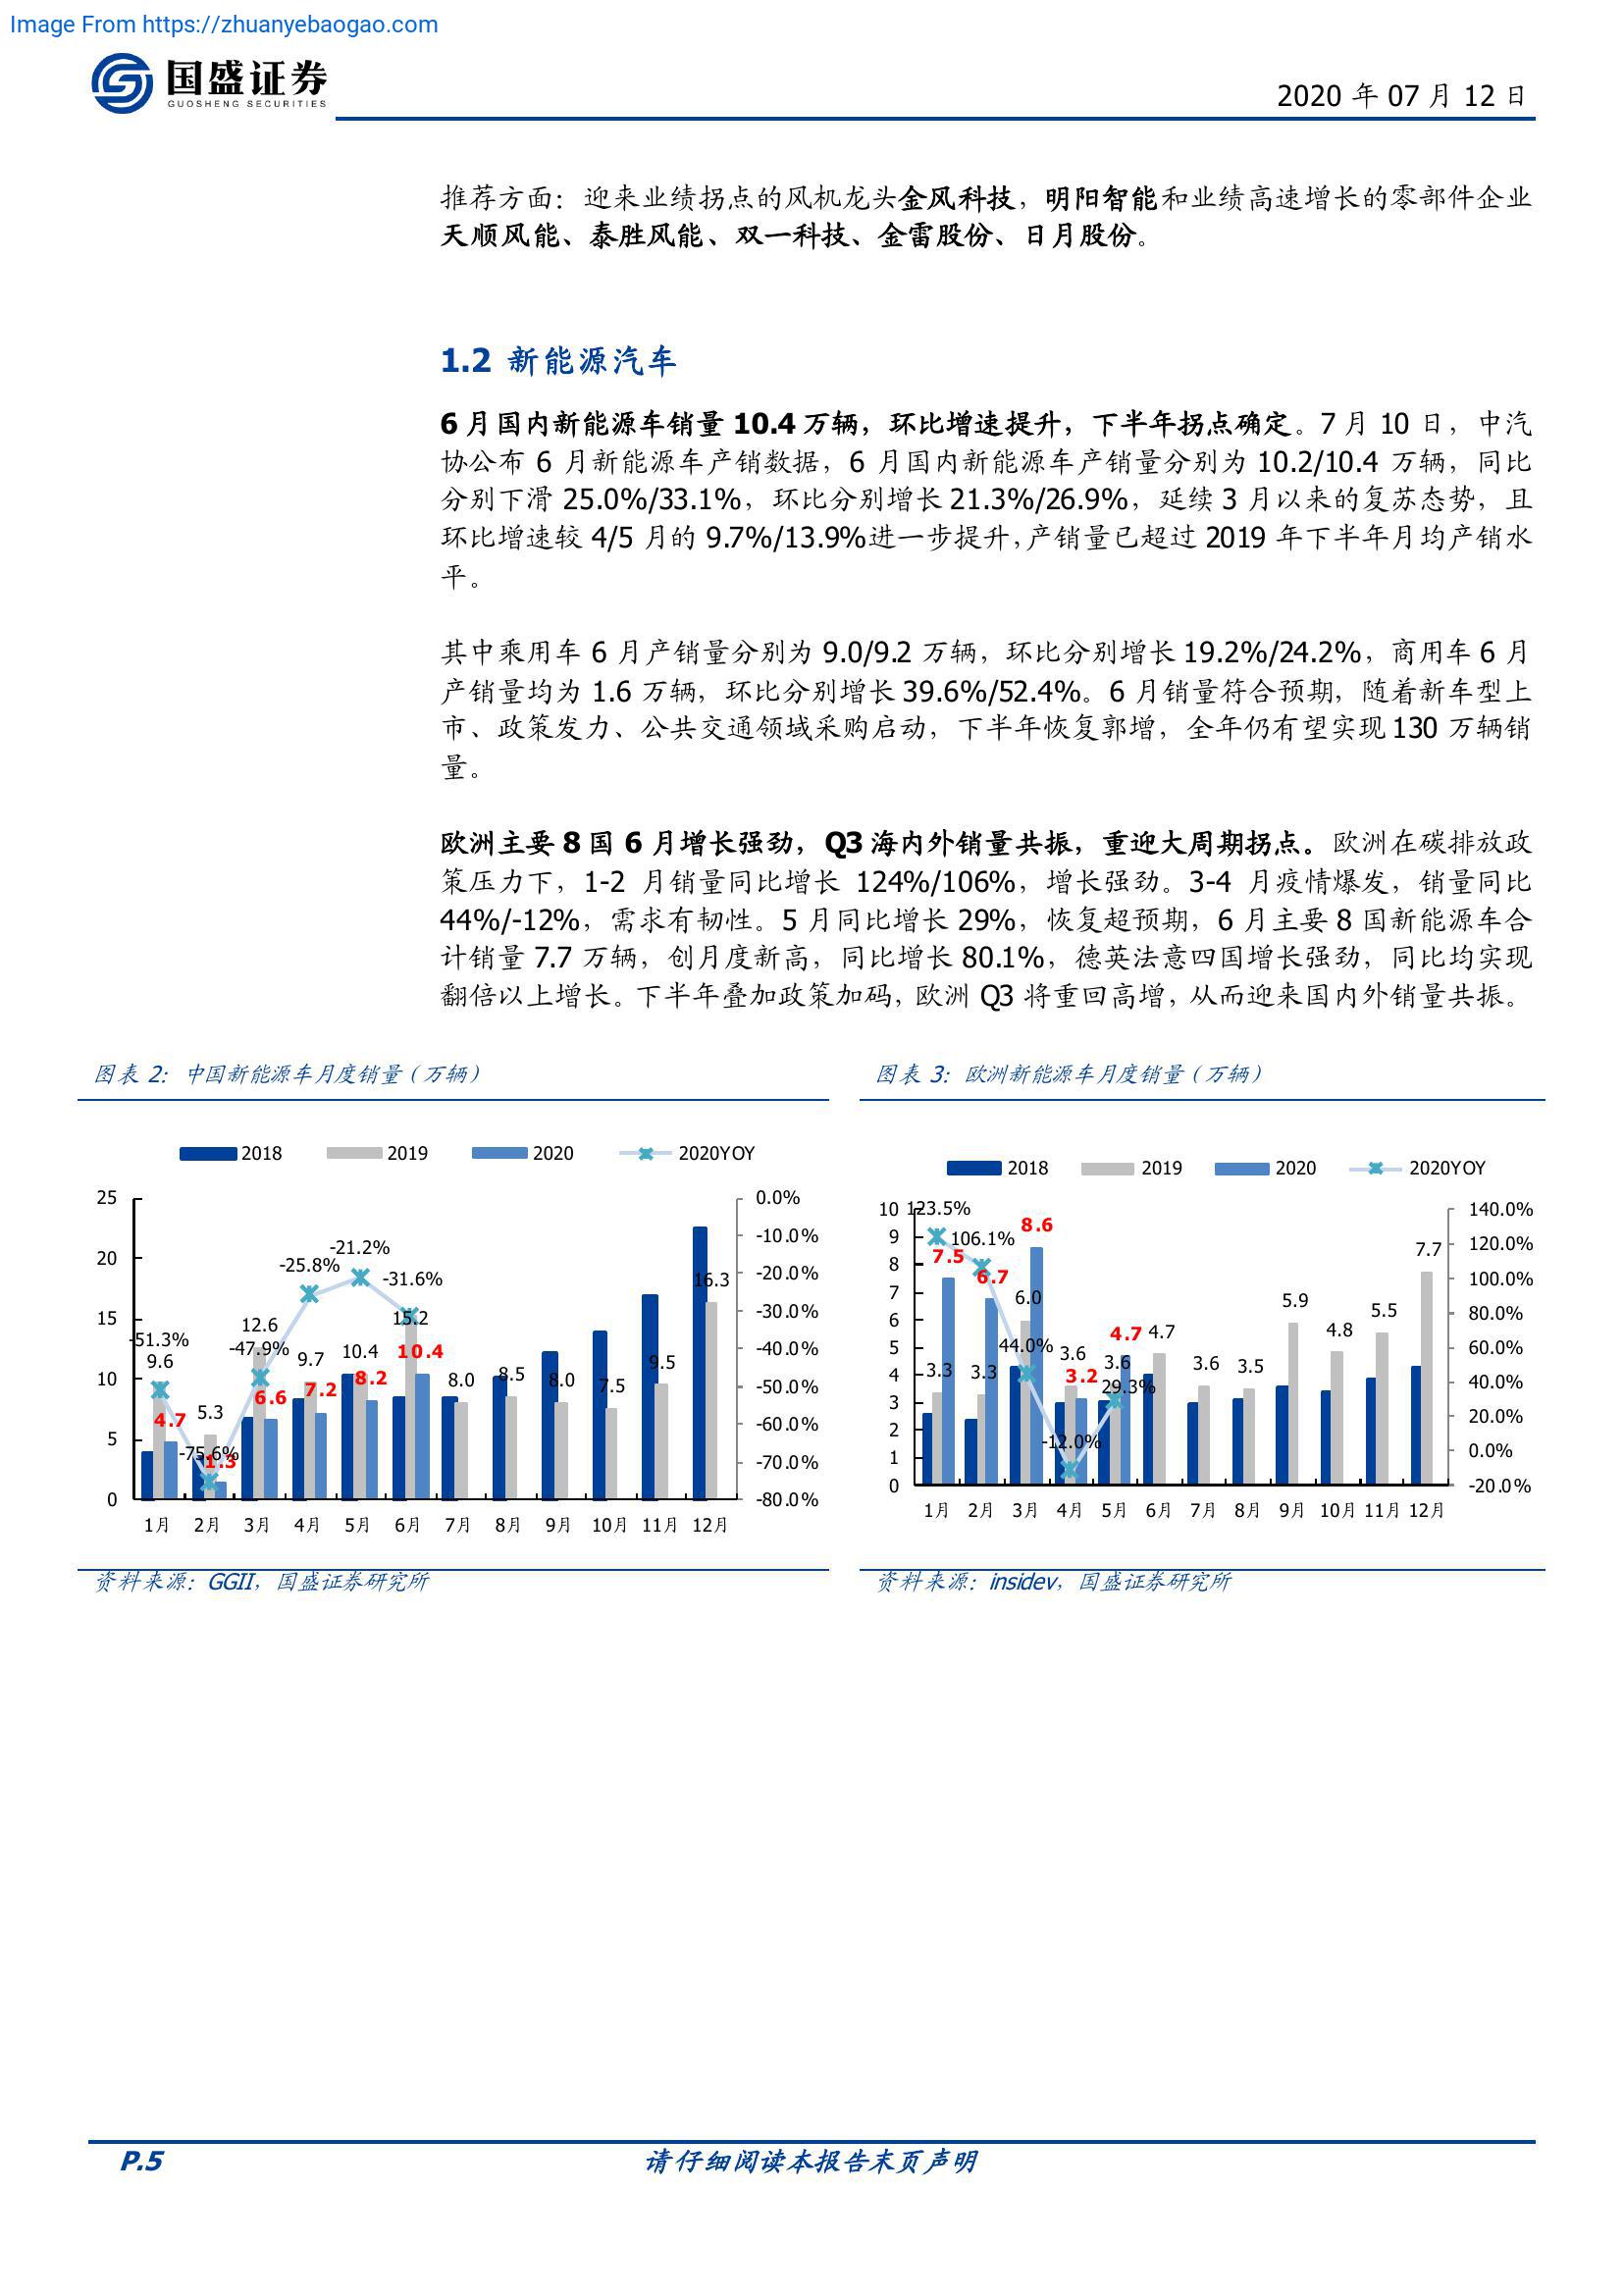 Image From https://zhuanyebaogao.com
国盛证券
GUOSHENG SECURITIES
2020 年 07 月 12 日
推荐方面：迎来业绩拐点的风机龙头金风科技，明阳智能和业绩高速增长的零部件企业
天顺风能、泰胜风能、双一科技、金雷股份、日月股份。
1.2 新能源汽车
6 月国内新能源车销量 10.4 万辆，环比增速提升，下半年拐点确定。7 月 10 日，中汽
协公布 6 月新能源车产销数据，6 月国内新能源车产销量分别为 10.2/10.4 万辆，同比
分别下滑 25.0%/33.1%，环比分别增长 21.3%/26.9%，延续 3 月以来的复苏态势，且
环比增速较 4/5 月的 9.7%/13.9%进一步提升，产销量已超过 2019 年下半年月均产销水
平。
其中乘用车 6 月产销量分别为 9.0/9.2 万辆，环比分别增长 19.2%/24.2%，商用车 6 月
产销量均为 1.6 万辆，环比分别增长 39.6%/52.4%。6 月销量符合预期，随着新车型上
市、政策发力、公共交通领域采购启动，下半年恢复郭增，全年仍有望实现 130 万辆销
量。
欧洲主要 8 国 6 月增长强劲，Q3 海内外销量共振，重迎大周期拐点。欧洲在碳排放政
策压力下，1-2 月销量同比增长 124%/106%，增长强劲。3-4 月疫情爆发，销量同比
44%/-12%，需求有韧性。5 月同比增长 29%，恢复超预期，6 月主要 8 国新能源车合
计销量 7.7 万辆，创月度新高，同比增长 80.1%，德英法意四国增长强劲，同比均实现
翻倍以上增长。下半年叠加政策加码，欧洲 Q3 将重回高增，从而迎来国内外销量共振。
图表 2：中国新能源车月度销量（万辆）
2018 2019 2020 2020YOY
25
20
15
10
5
0
0.0%
-10.0%
-20.0%
-30.0%
-40.0%
-50.0%
-60.0%
-70.0%
-80.0%
-51.3%
-75.6%
-47.9%
-25.8%
-21.2%
-31.6%
9.6
5.3
12.6
9.7
10.4
15.2
8.0
8.5
8.0
7.5
9.5
16.3
4.7
1.3
6.6
7.2
8.2
10.4
1月 2月 3月 4月 5月 6月 7月 8月 9月 10月 11月 12月
资料来源：GGII，国盛证券研究所
图表 3：欧洲新能源车月度销量（万辆）
2018 2019 2020 2020YOY
10
9
8
7
6
5
4
3
2
1
0
140.0%
120.0%
100.0%
80.0%
60.0%
40.0%
20.0%
0.0%
-20.0%
123.5%
106.1%
44.0%
-12.0%
29.3%
3.3
3.3
6.0
3.6
3.6
4.7
3.6
3.5
5.9
4.8
5.5
7.7
7.5
6.7
8.6
3.2
4.7
1月 2月 3月 4月 5月 6月 7月 8月 9月 10月 11月 12月
资料来源：insidev，国盛证券研究所
P.5
请仔细阅读本报告末页声明